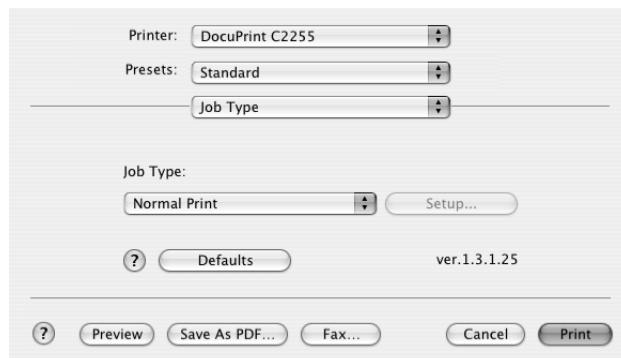 Printer: DocuPrint C2255
Presets: Standard
Job Type
Job Type:
Normal Print Setup...
? Defaults ver.1.3.1.25
? Preview Save As PDF... Fax... Cancel Print